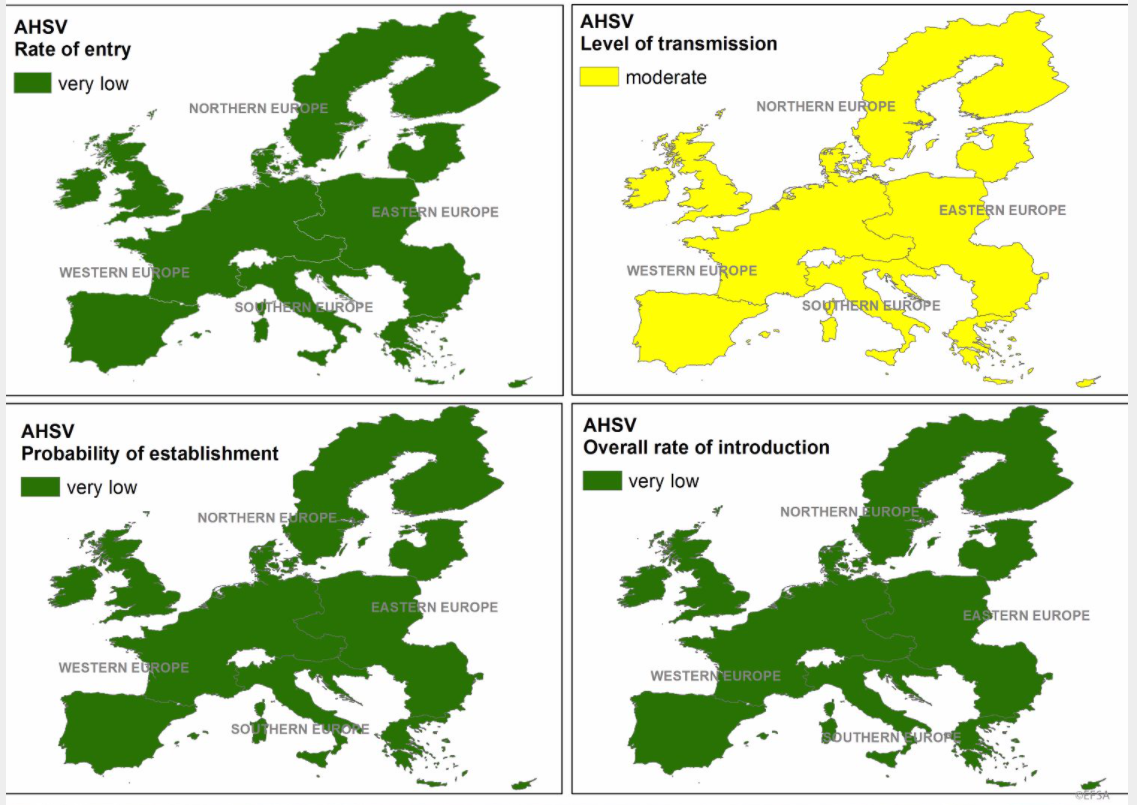 AHSV
Rate of entry
very low
NORTHERN EUROPE
EASTERN EUROPE
WESTERN EUROPE
SOUTHERN EUROPE
AHSV
Level of transmission
moderate
NORTHERN EUROPE
EASTERN EUROPE
WESTERN EUROPE
SOUTHERN EUROPE
AHSV
Probability of establishment
very low
NORTHERN EUROPE
EASTERN EUROPE
WESTERN EUROPE
SOUTHERN EUROPE
AHSV
Overall rate of introduction
very low
NORTHERN EUROPE
EASTERN EUROPE
WESTERN EUROPE
SOUTHERN EUROPE
©EFSA